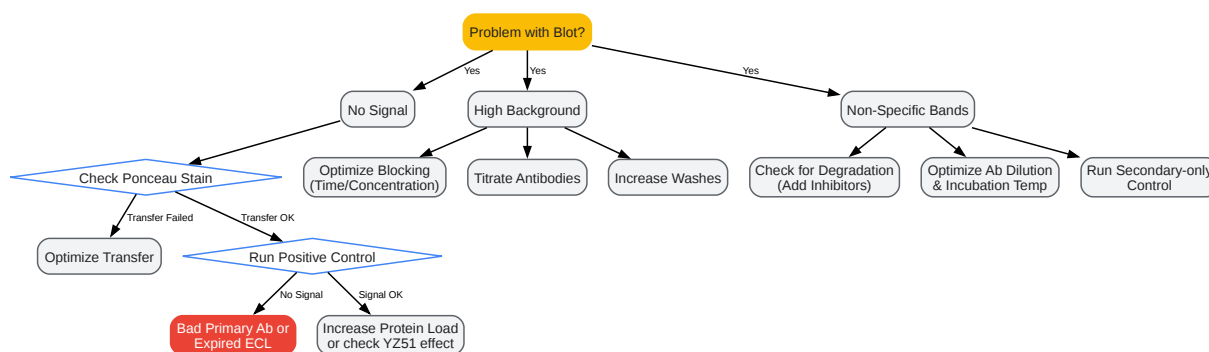 Problem with Blot?
Yes
Yes
Yes
No Signal
High Background
Non-Specific Bands
Check Ponceau Stain
Optimize Blocking
(Time/Concentration)
Titrate Antibodies
Increase Washes
Check for Degradation
(Add Inhibitors)
Optimize Ab Dilution
& Incubation Temp
Run Secondary-only
Control
Transfer Failed
Transfer OK
Optimize Transfer
Run Positive Control
No Signal
Signal OK
Bad Primary Ab or
Expired ECL
Increase Protein Load
or check YZ51 effect